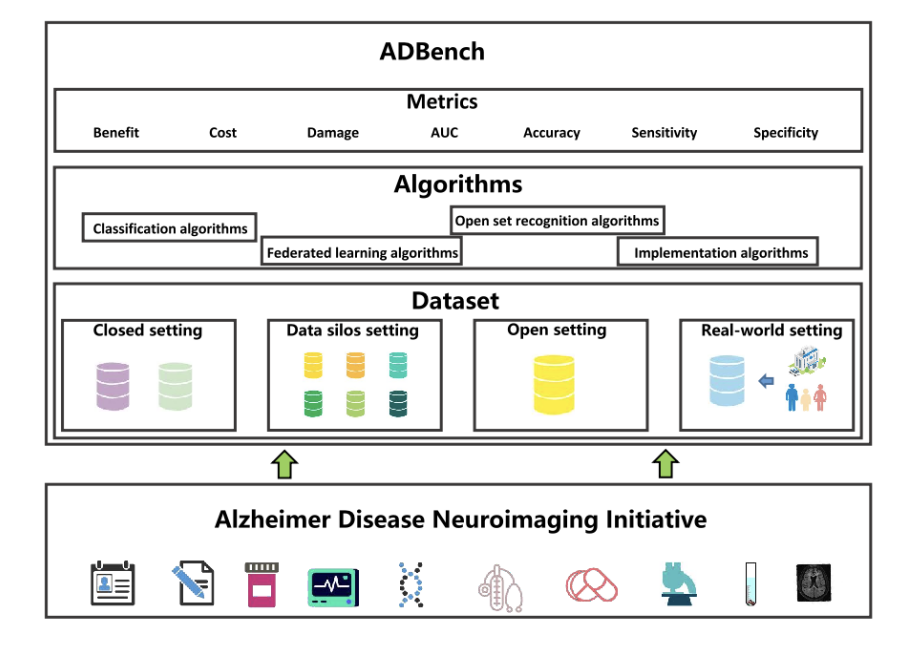 ADBench
Metrics
Benefit Cost Damage AUC Accuracy Sensitivity Specificity
Algorithms
Classification algorithms
Open set recognition algorithms
Federated learning algorithms
Implementation algorithms
Dataset
Closed setting
Data silos setting
Open setting
Real-world setting
Alzheimer Disease Neuroimaging Initiative